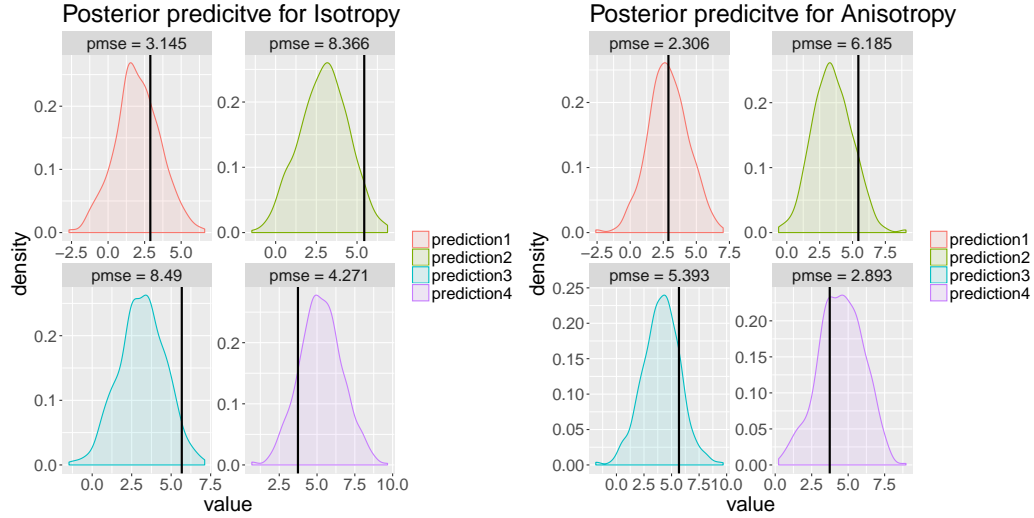 Posterior predicitve for Isotropy
pmse = 3.145
pmse = 8.366
0.2
0.1
0.0
0.2
0.1
0.0
−2.5 0.0 2.5 5.0
0.0 2.5 5.0
pmse = 8.49
pmse = 4.271
0.2
0.1
0.0
0.2
0.1
0.0
0.0 2.5 5.0
2.5 5.0 7.5 10.0
density
value
prediction1
prediction2
prediction3
prediction4
Posterior predicitve for Anisotropy
pmse = 2.306
pmse = 6.185
0.2
0.1
0.0
0.2
0.1
0.0
−2.5 0.0 2.5 5.0 7.5
0.0 2.5 5.0 7.5
pmse = 5.393
pmse = 2.893
0.25
0.20
0.15
0.10
0.05
0.00
0.20
0.15
0.10
0.05
0.00
0.0 2.5 5.0 7.5 10.0
2.5 5.0 7.5
density
value
prediction1
prediction2
prediction3
prediction4